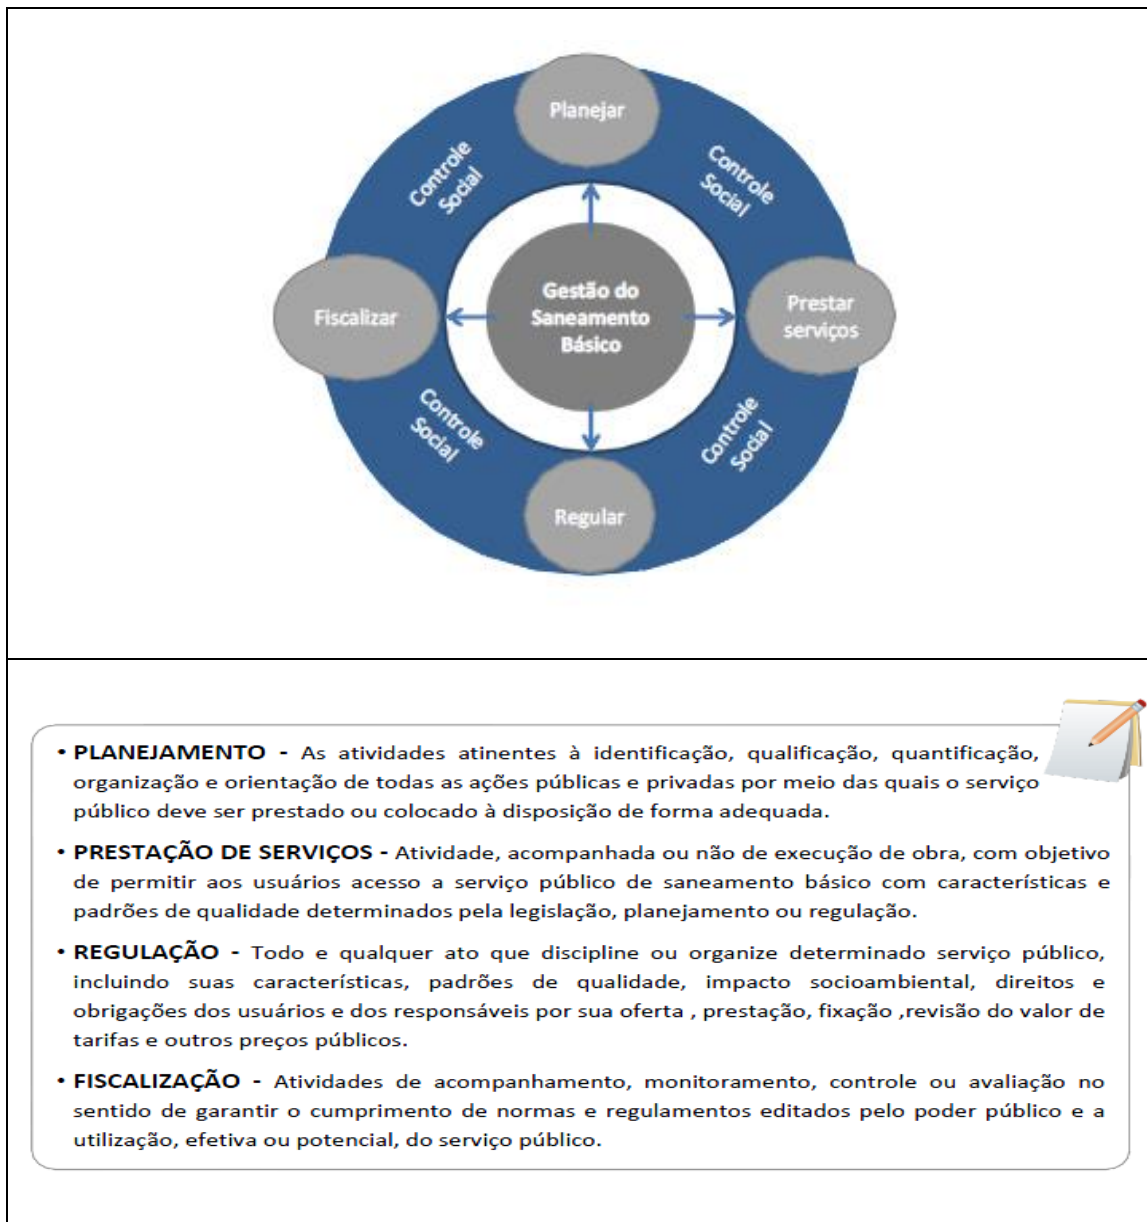 Planejar
Controle
Social
Controle
Social
Fiscalizar
Gestão do
Saneamento
Básico
Prestar
serviços
Controle
Social
Controle
Social
Regular
• PLANEJAMENTO - As atividades atinentes à identificação, qualificação, quantificação,
organização e orientação de todas as ações públicas e privadas por meio das quais o serviço
público deve ser prestado ou colocado à disposição de forma adequada.
• PRESTAÇÃO DE SERVIÇOS - Atividade, acompanhada ou não de execução de obra, com objetivo
de permitir aos usuários acesso a serviço público de saneamento básico com características e
padrões de qualidade determinados pela legislação, planejamento ou regulação.
• REGULAÇÃO - Todo e qualquer ato que discipline ou organize determinado serviço público,
incluindo suas características, padrões de qualidade, impacto socioambiental, direitos e
obrigações dos usuários e dos responsáveis por sua oferta , prestação, fixação ,revisão do valor de
tarifas e outros preços públicos.
• FISCALIZAÇÃO - Atividades de acompanhamento, monitoramento, controle ou avaliação no
sentido de garantir o cumprimento de normas e regulamentos editados pelo poder público e a
utilização, efetiva ou potencial, do serviço público.